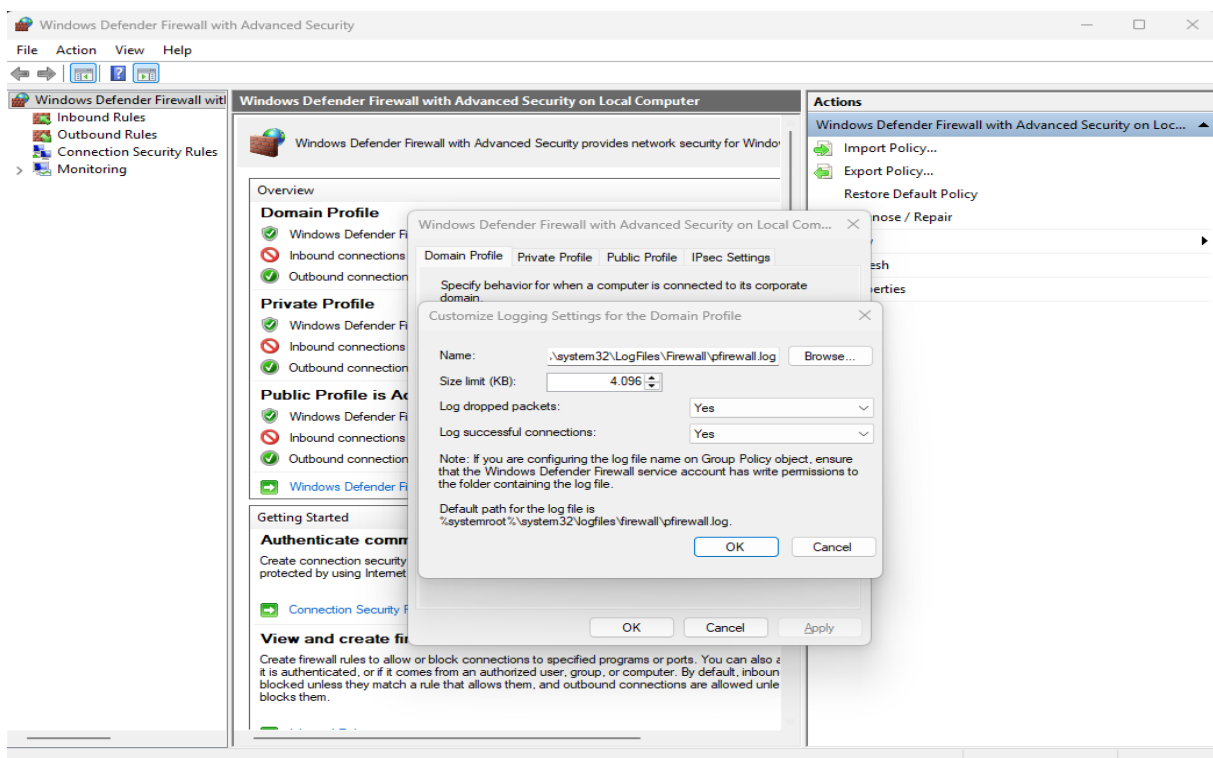 Windows Defender Firewall with Advanced Security
File Action View Help
Windows Defender Firewall witl
Inbound Rules
Outbound Rules
Connection Security Rules
Monitoring
Windows Defender Firewall with Advanced Security on Local Computer
Windows Defender Firewall with Advanced Security provides network security for Window
Overview
Domain Profile
Windows Defender Fi
Inbound connections
Outbound connection
Private Profile
Windows Defender Fi
Inbound connections
Outbound connection
Public Profile is Ac
Windows Defender Fi
Inbound connections
Outbound connection
Windows Defender Fi
Getting Started
Authenticate comm
Create connection security
protected by using Internet
Connection Security R
View and create fir
Create firewall rules to allow or block connections to specified programs or ports. You can also a
it is authenticated, or if it comes from an authorized user, group, or computer. By default, inboun
blocked unless they match a rule that allows them, and outbound connections are allowed unle
blocks them.
Windows Defender Firewall with Advanced Security on Local Com...
Domain Profile Private Profile Public Profile IPsec Settings
Specify behavior for when a computer is connected to its corporate
domain.
Customize Logging Settings for the Domain Profile
Name: .\system32\LogFiles\Firewall\pfirewall.log Browse...
Size limit (KB): 4.096
Log dropped packets: Yes
Log successful connections: Yes
Note: If you are configuring the log file name on Group Policy object, ensure
that the Windows Defender Firewall service account has write permissions to
the folder containing the log file.
Default path for the log file is
%systemroot%\system32\logfiles\firewall\pfirewall.log.
OK Cancel
OK Cancel Apply
Actions
Windows Defender Firewall with Advanced Security on Loc...
Import Policy...
Export Policy...
Restore Default Policy
nose / Repair
esh
erties